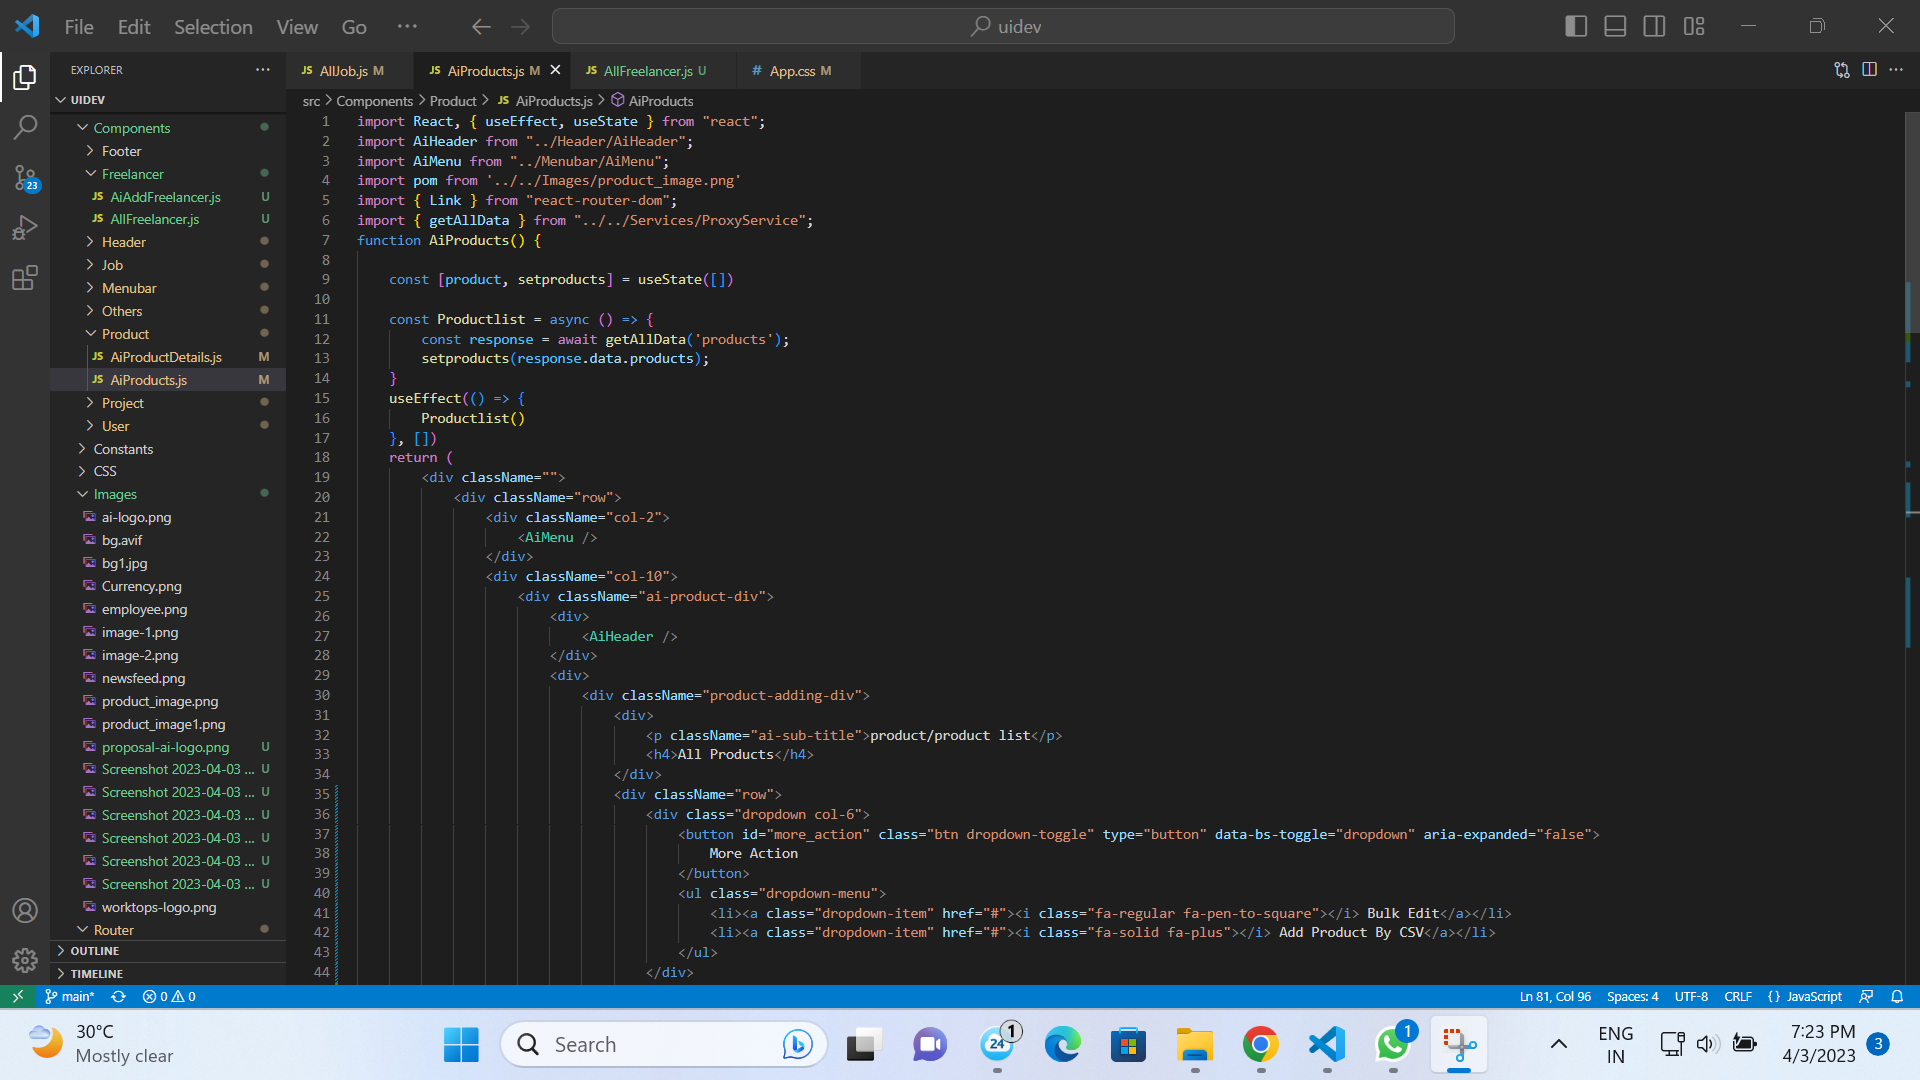 File Edit Selection View Go ···
uidev
EXPLORER
UIDEV
Components
Footer
Freelancer
JS AiAddFreelancer.js U
JS AllFreelancer.js U
Header
Job
Menubar
Others
Product
JS AiProductDetails.js M
JS AiProducts.js M
Project
User
Constants
CSS
Images
ai-logo.png
bg.avif
bg1.jpg
Currency.png
employee.png
image-1.png
image-2.png
newsfeed.png
product_image.png
product_image1.png
proposal-ai-logo.png U
Screenshot 2023-04-03 ... U
Screenshot 2023-04-03 ... U
Screenshot 2023-04-03 ... U
Screenshot 2023-04-03 ... U
Screenshot 2023-04-03 ... U
Screenshot 2023-04-03 ... U
worktops-logo.png
Router
OUTLINE
TIMELINE
23
JS AllJob.js M JS AiProducts.js M JS AllFreelancer.js U # App.css M
src > Components > Product > JS AiProducts.js > AiProducts
1 import React, { useEffect, useState } from "react";
2 import AiHeader from "../Header/AiHeader";
3 import AiMenu from "../Menubar/AiMenu";
4 import pom from '../../Images/product_image.png'
5 import { Link } from "react-router-dom";
6 import { getAllData } from "../../Services/ProxyService";
7 function AiProducts() {
8
9 const [product, setproducts] = useState([])
10
11 const Productlist = async () => {
12 const response = await getAllData('products');
13 setproducts(response.data.products);
14 }
15 useEffect(() => {
16 Productlist()
17 }, [])
18 return (
19 <div className="">
20 <div className="row">
21 <div className="col-2">
22 <AiMenu />
23 </div>
24 <div className="col-10">
25 <div className="ai-product-div">
26 <div>
27 <AiHeader />
28 </div>
29 <div>
30 <div className="product-adding-div">
31 <div>
32 <p className="ai-sub-title">product/product list</p>
33 <h4>All Products</h4>
34 </div>
35 <div className="row">
36 <div class="dropdown col-6">
37 <button id="more_action" class="btn dropdown-toggle" type="button" data-bs-toggle="dropdown" aria-expanded="false">
38 More Action
39 </button>
40 <ul class="dropdown-menu">
41 <li><a class="dropdown-item" href="#"><i class="fa-regular fa-pen-to-square"></i> Bulk Edit</a></li>
42 <li><a class="dropdown-item" href="#"><i class="fa-solid fa-plus"></i> Add Product By CSV</a></li>
43 </ul>
44 </div>
main* 0 0 Ln 81, Col 96 Spaces: 4 UTF-8 CRLF {} JavaScript
30°C
Mostly clear
Search
24
1
1
ENG
IN
7:23 PM
4/3/2023
3